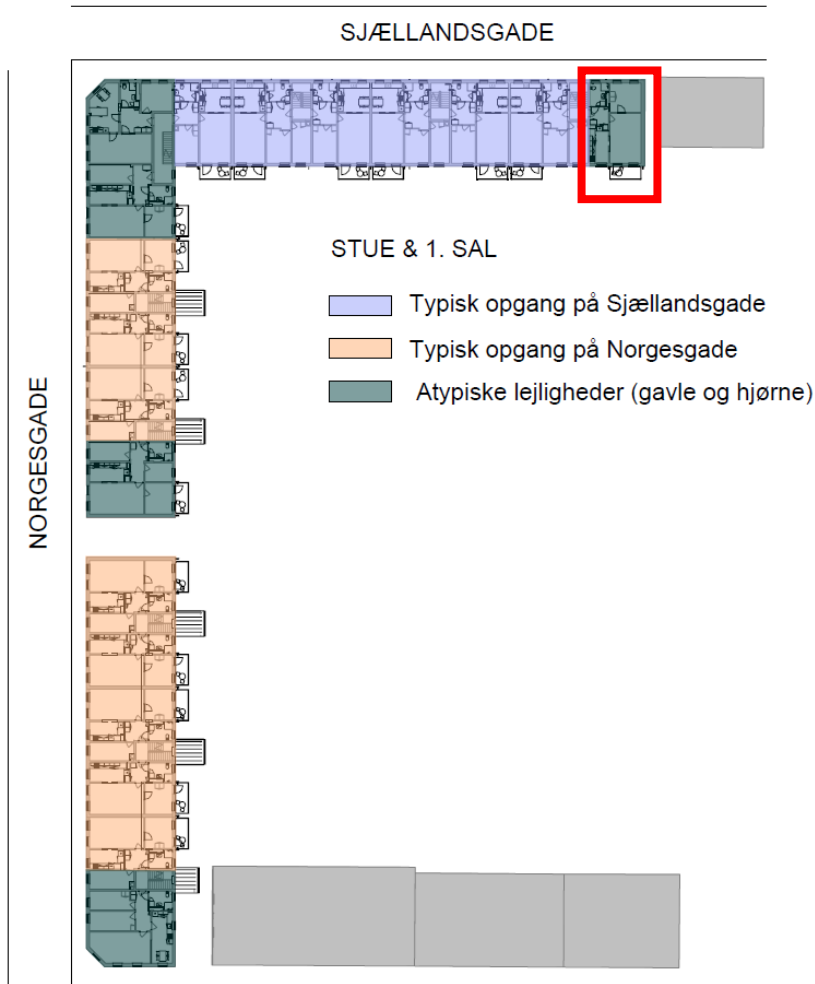 SJÆLLANDSGADE
STUE & 1. SAL
Typisk opgang på Sjællandsgade
Typisk opgang på Norgesgade
Atypiske lejligheder (gavle og hjørne)
NORGESGADE